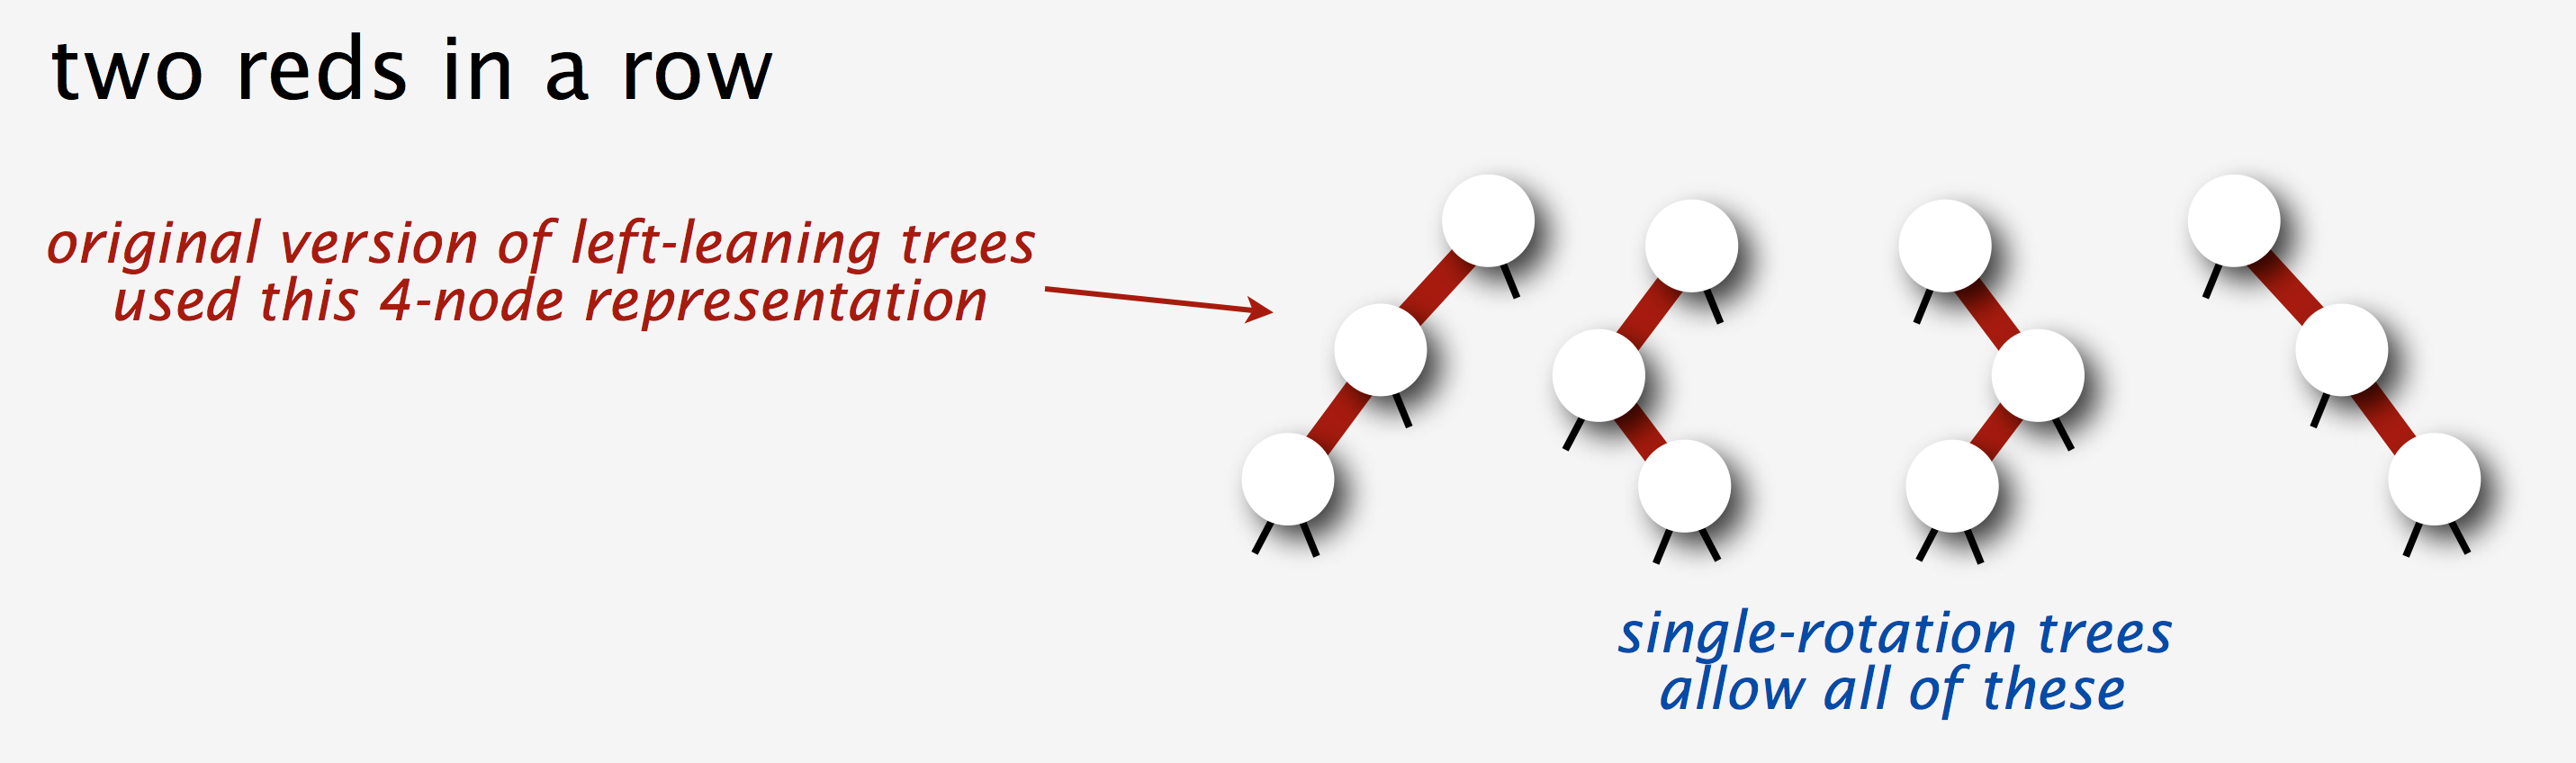 two reds in a row
original version of left-leaning trees
used this 4-node representation
single-rotation trees
allow all of these